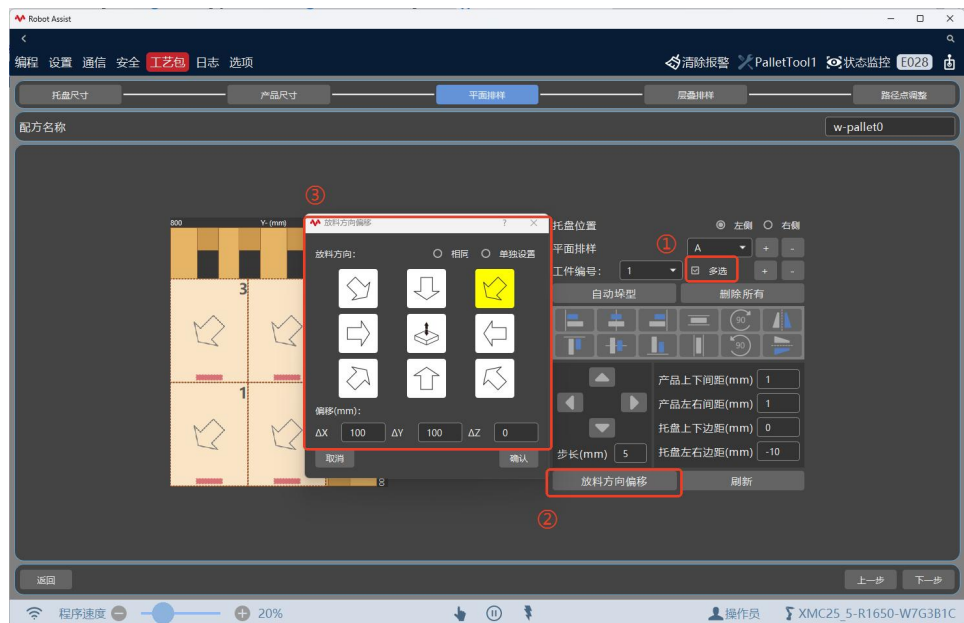 Robot Assist
编程 设置 通信 安全 工艺包 日志 选项
清除报警 PalletTool1 状态监控 E028
托盘尺寸 产品尺寸 平面排样 层叠排样 路径点调整
配方名称 w-pallet0
③
800 Y- (mm)
放料方向偏移 ? ×
放料方向: 相同 单独设置
3
1
偏移(mm):
ΔX 100 ΔY 100 ΔZ 0
取消 确认
托盘位置 左侧 右侧
①
平面排样 A + -
工件编号: 1 多选 + -
自动垛型 删除所有
90
90
产品上下间距(mm) 1
产品左右间距(mm) 1
托盘上下边距(mm) 0
步长(mm) 5 托盘左右边距(mm) -10
放料方向偏移 刷新
②
返回 上一步 下一步
程序速度 20% 操作员 XMC25_5-R1650-W7G3B1C